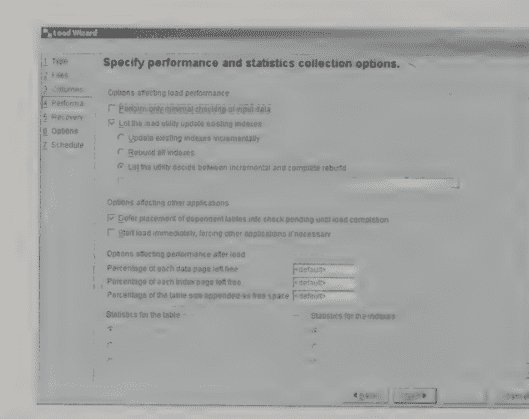 Load Wizard
1. Type
2. Files
3. Columns
4. Performa
5. Recovery
6. Options
7. Schedule
Specify performance and statistics collection options.
Options affecting load performance
Perform only minimal checking of input data
Let the load utility update existing indexes
Update existing indexes incrementally
Rebuild all indexes
Let the utility decide between incremental and complete rebuild
Options affecting other applications
Defer placement of dependent tables into check pending until load completion
Start load immediately, forcing other applications if necessary
Options affecting performance after load
Percentage of each data page left free <default>
Percentage of each index page left free <default>
Percentage of the table size appended as free space <default>
Statistics for the table
Statistics for the indexes